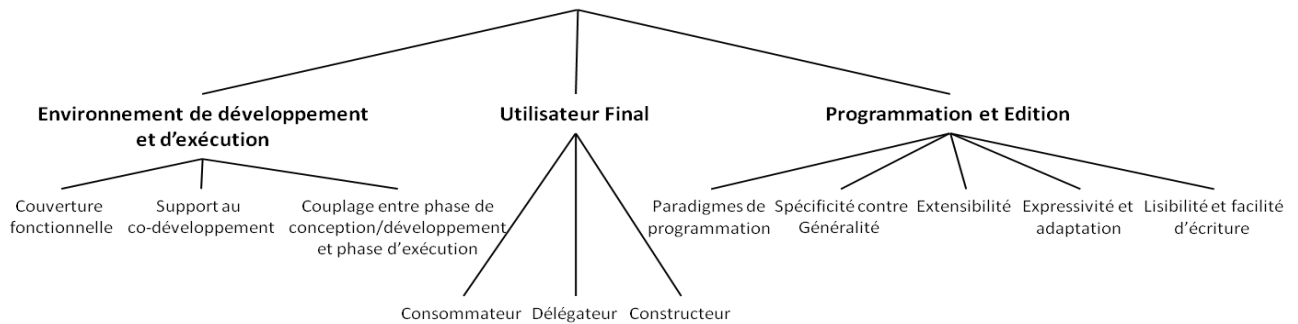 Environnement de développement
et d'exécution
Utilisateur Final
Programmation et Edition
Couverture
fonctionnelle
Support au
co-développement
Couplage entre phase de
conception/développement
et phase d'exécution
Consommateur
Délégateur
Constructeur
Paradigmes de
programmation
Spécificité contre
Généralité
Extensibilité
Expressivité et
adaptation
Lisibilité et facilité
d'écriture